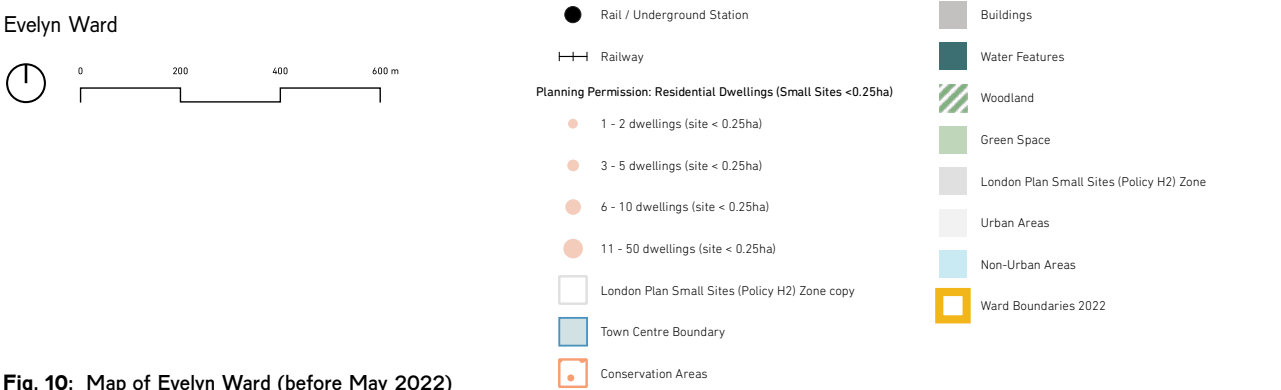 Evelyn Ward
0 200 400 600 m
Fig. 10: Map of Evelyn Ward (before May 2022)
Rail / Underground Station
Railway
Planning Permission: Residential Dwellings (Small Sites <0.25ha)
1 - 2 dwellings (site < 0.25ha)
3 - 5 dwellings (site < 0.25ha)
6 - 10 dwellings (site < 0.25ha)
11 - 50 dwellings (site < 0.25ha)
London Plan Small Sites (Policy H2) Zone copy
Town Centre Boundary
Conservation Areas
Buildings
Water Features
Woodland
Green Space
London Plan Small Sites (Policy H2) Zone
Urban Areas
Non-Urban Areas
Ward Boundaries 2022